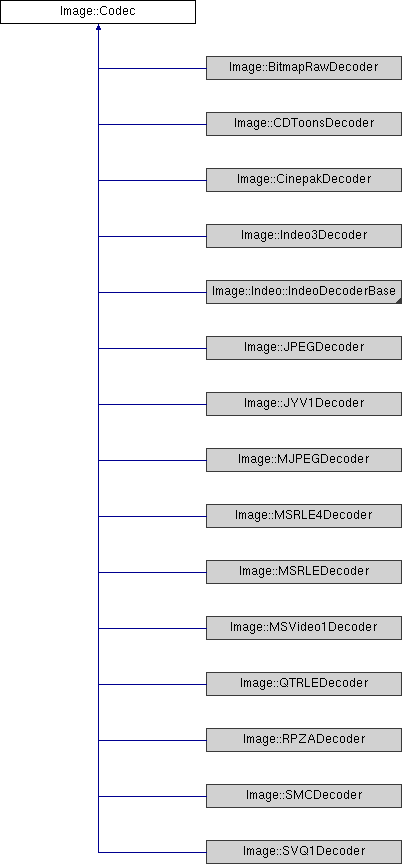 Image::Codec
Image::BitmapRawDecoder
Image::CDToonsDecoder
Image::CinepakDecoder
Image::Indeo3Decoder
Image::Indeo::IndeoDecoderBase
Image::JPEGDecoder
Image::JYV1Decoder
Image::MJPEGDecoder
Image::MSRLE4Decoder
Image::MSRLEDecoder
Image::MSVideo1Decoder
Image::QTRLEDecoder
Image::RPZADecoder
Image::SMCDecoder
Image::SVQ1Decoder